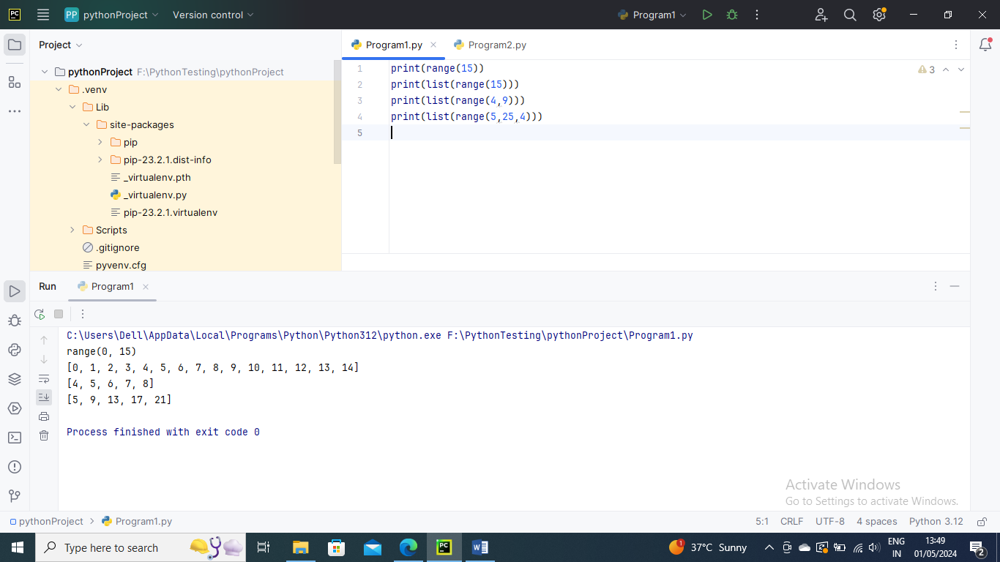 PC
PP pythonProject Version control Program1
Project Program1.py Program2.py
pythonProject F:\PythonTesting\pythonProject
.venv
Lib
site-packages
pip
pip-23.2.1.dist-info
_virtualenv.pth
_virtualenv.py
pip-23.2.1.virtualenv
Scripts
.gitignore
pyvenv.cfg
1 print(range(15))
2 print(list(range(15)))
3 print(list(range(4,9)))
4 print(list(range(5,25,4)))
5
3
Run Program1
C:\Users\Dell\AppData\Local\Programs\Python\Python312\python.exe F:\PythonTesting\pythonProject\Program1.py
range(0, 15)
[0, 1, 2, 3, 4, 5, 6, 7, 8, 9, 10, 11, 12, 13, 14]
[4, 5, 6, 7, 8]
[5, 9, 13, 17, 21]
Process finished with exit code 0
Activate Windows
Go to Settings to activate Windows.
pythonProject Program1.py 5:1 CRLF UTF-8 4 spaces Python 3.12
Type here to search PC W 1 37°C Sunny
ENG
IN
13:49
01/05/2024
2